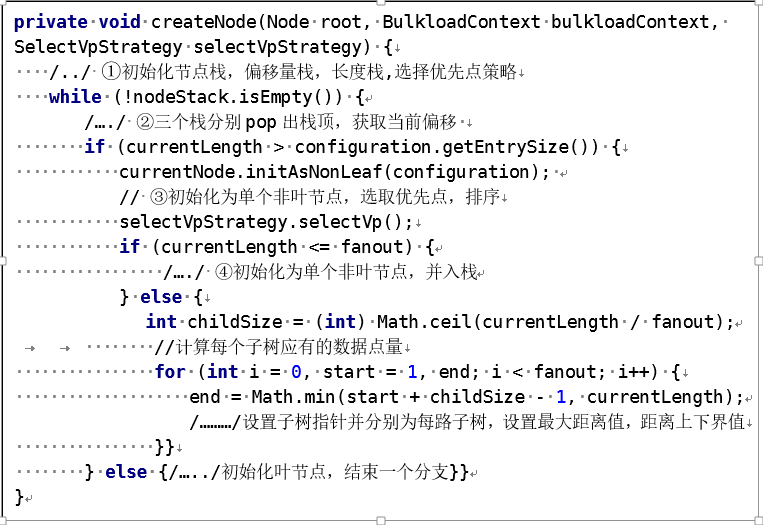 private void createNode(Node root, BulkloadContext bulkloadContext,
SelectVpStrategy selectVpStrategy) {
/../ ①初始化节点栈，偏移量栈，长度栈,选择优先点策略
while (!nodeStack.isEmpty()) {
/…./ ②三个栈分别 pop 出栈顶，获取当前偏移
if (currentLength > configuration.getEntrySize()) {
currentNode.initAsNonLeaf(configuration);
// ③初始化为单个非叶节点，选取优先点，排序
selectVpStrategy.selectVp();
if (currentLength <= fanout) {
/…./ ④初始化为单个非叶节点，并入栈
} else {
int childSize = (int) Math.ceil(currentLength / fanout);
//计算每个子树应有的数据点量
for (int i = 0, start = 1, end; i < fanout; i++) {
end = Math.min(start + childSize - 1, currentLength);
/………/设置子树指针并分别为每路子树，设置最大距离值，距离上下界值
}}
} else {/…../初始化叶节点，结束一个分支}}
}